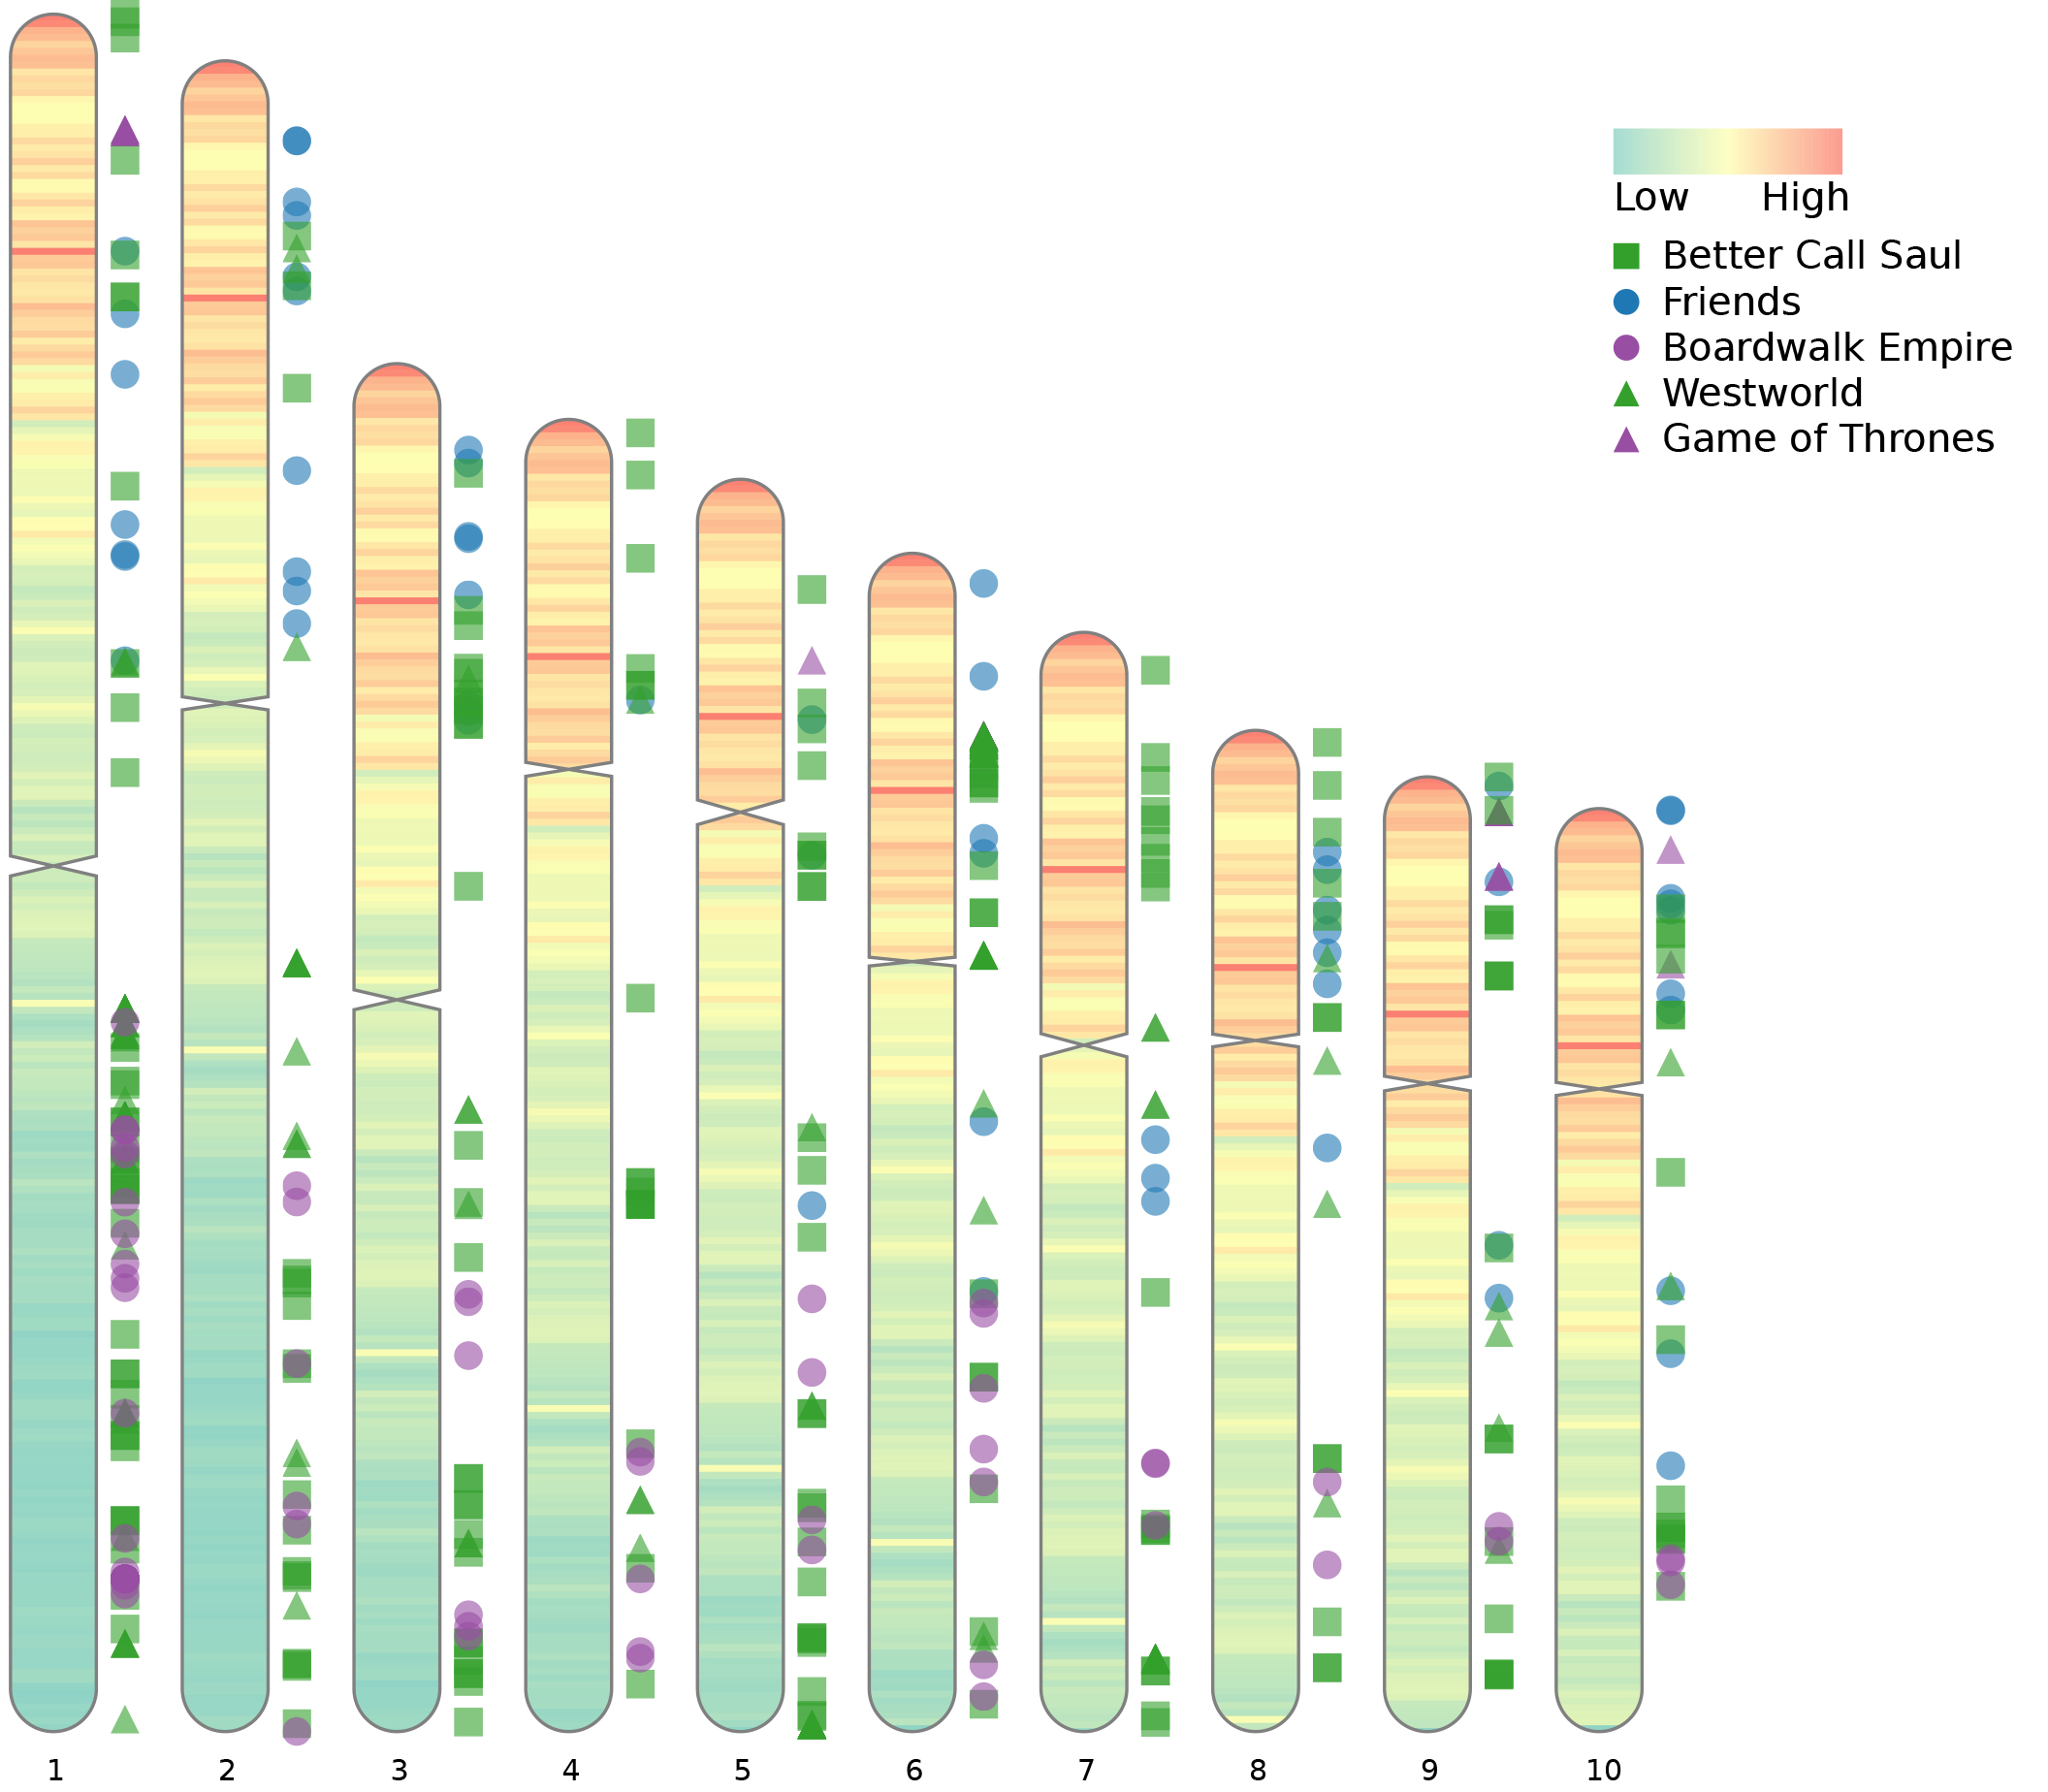 Low High
Better Call Saul
Friends
Boardwalk Empire
Westworld
Game of Thrones
1 2 3 4 5 6 7 8 9 10